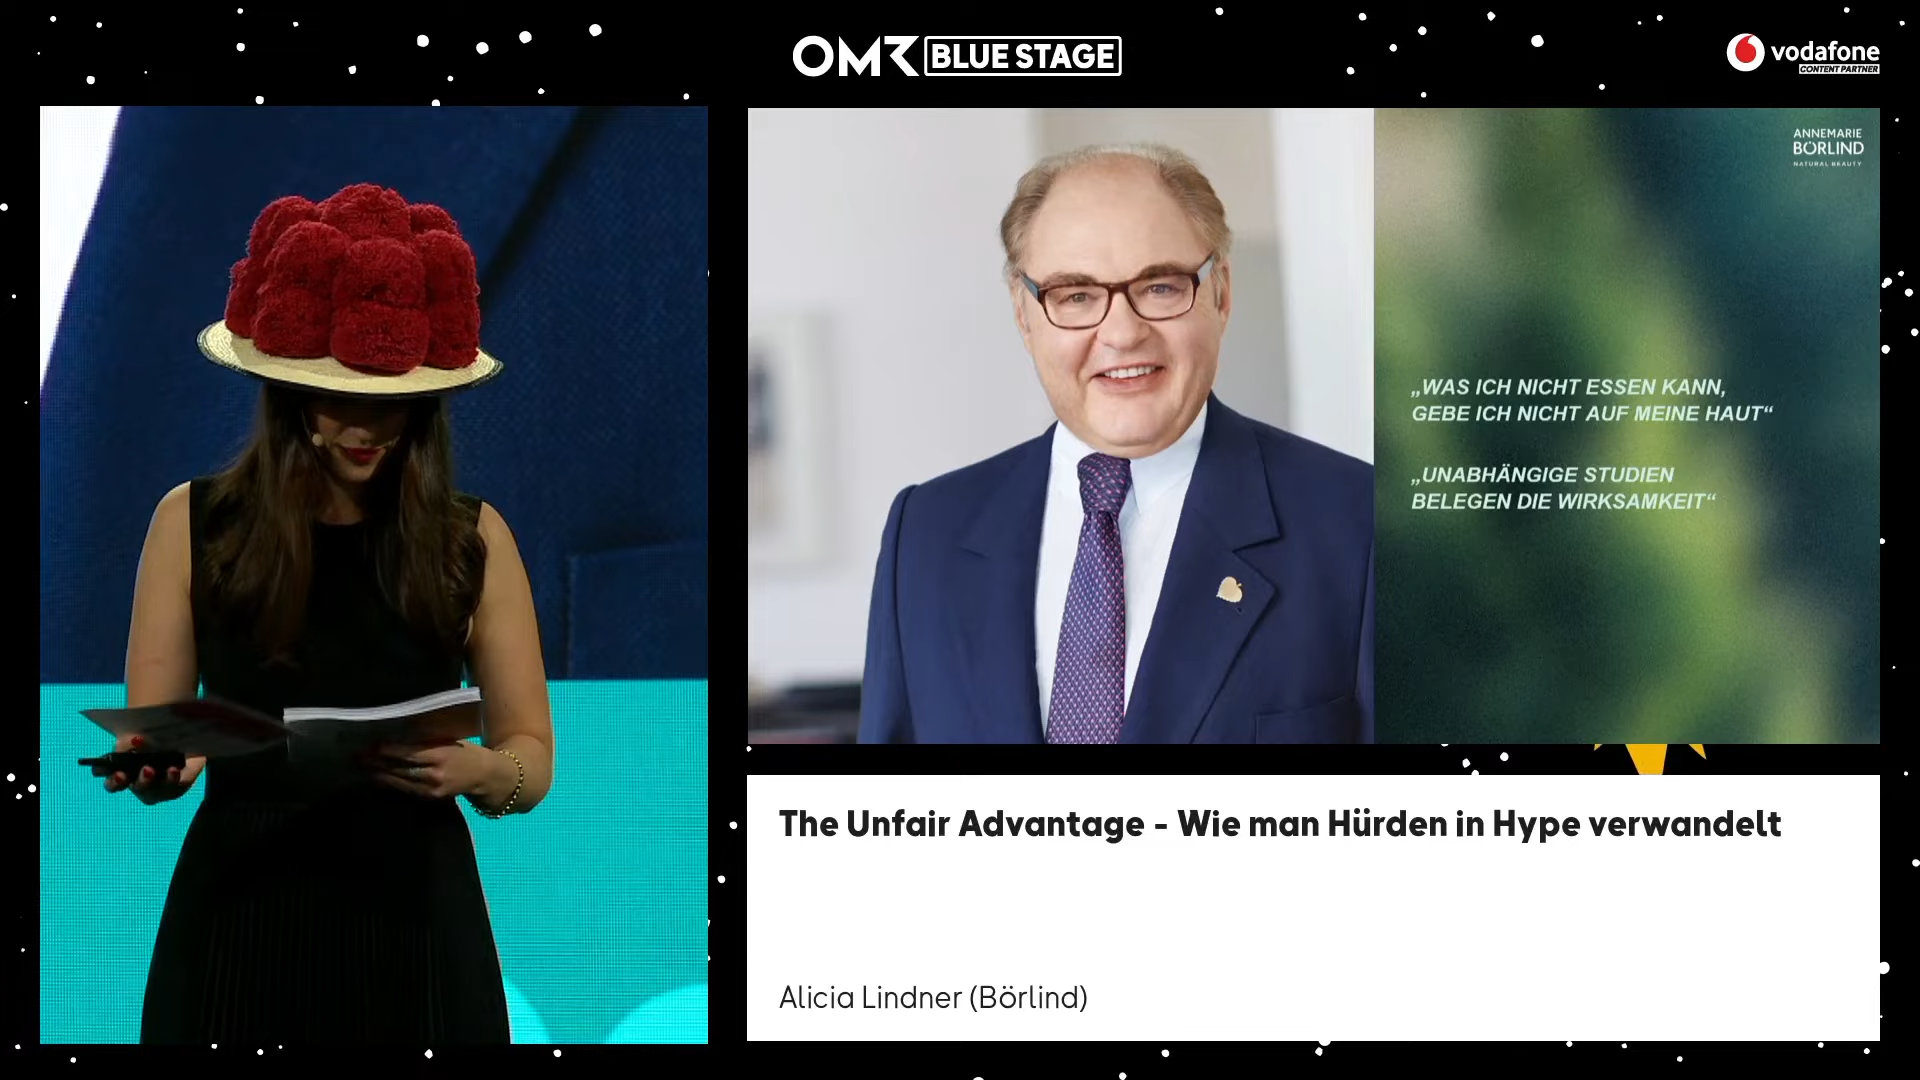 OMR BLUE STAGE
vodafone
CONTENT PARTNER
ANNEMARIE
BÖRLIND
NATURAL BEAUTY
„WAS ICH NICHT ESSEN KANN,
GEBE ICH NICHT AUF MEINE HAUT“
„UNABHÄNGIGE STUDIEN
BELEGEN DIE WIRKSAMKEIT“
The Unfair Advantage - Wie man Hürden in Hype verwandelt
Alicia Lindner (Börlind)